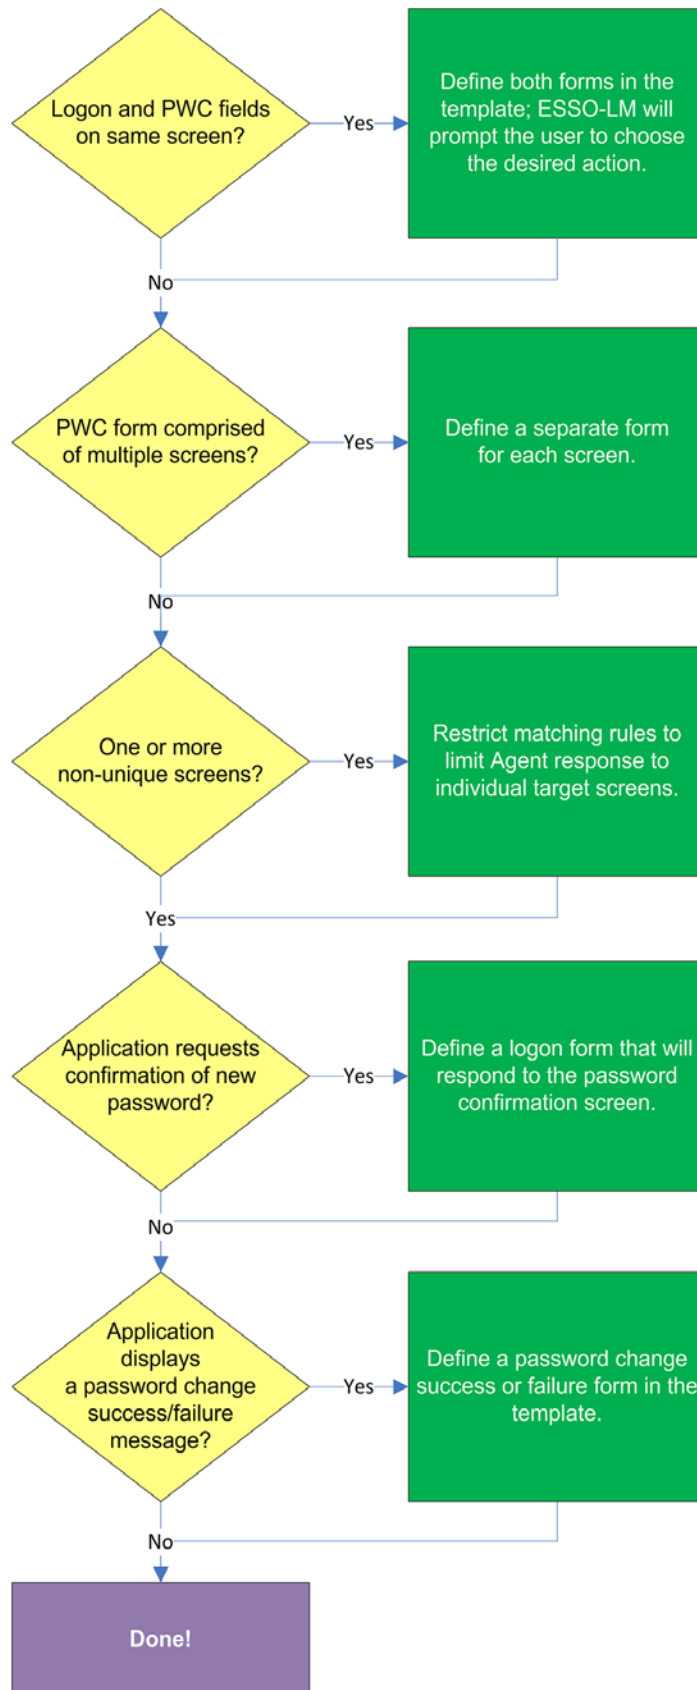 Logon and PWC fields
on same screen?
Yes
Define both forms in the
template; ESSO-LM will
prompt the user to choose
the desired action.
No
PWC form comprised
of multiple screens?
Yes
Define a separate form
for each screen.
No
One or more
non-unique screens?
Yes
Restrict matching rules to
limit Agent response to
individual target screens.
Yes
Application requests
confirmation of new
password?
Yes
Define a logon form that will
respond to the password
confirmation screen.
No
Application
displays
a password change
success/failure
message?
Yes
Define a password change
success or failure form in the
template.
No
Done!